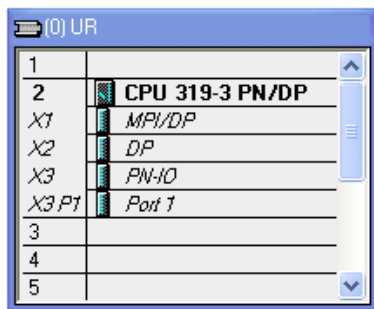 (0) UR
1
2 CPU 319-3 PN/DP
X1 MPI/DP
X2 DP
X3 PN-IO
X3 P1 Port 1
3
4
5